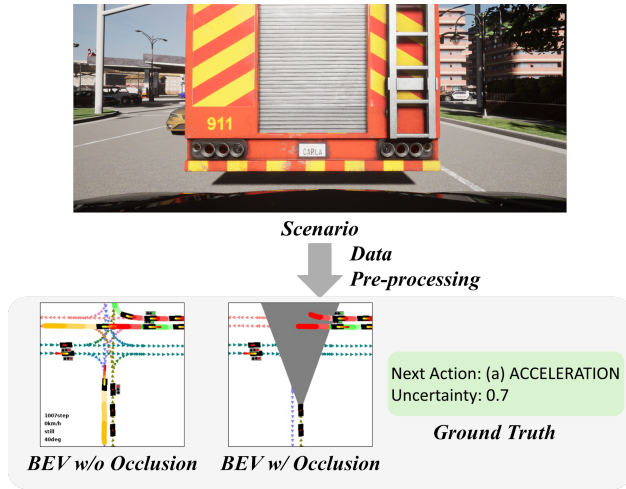 911
CARLA
Scenario
Data
Pre-processing
1007step
0km/h
still
40deg
Next Action: (a) ACCELERATION
Uncertainty: 0.7
BEV w/o Occlusion
BEV w/ Occlusion
Ground Truth